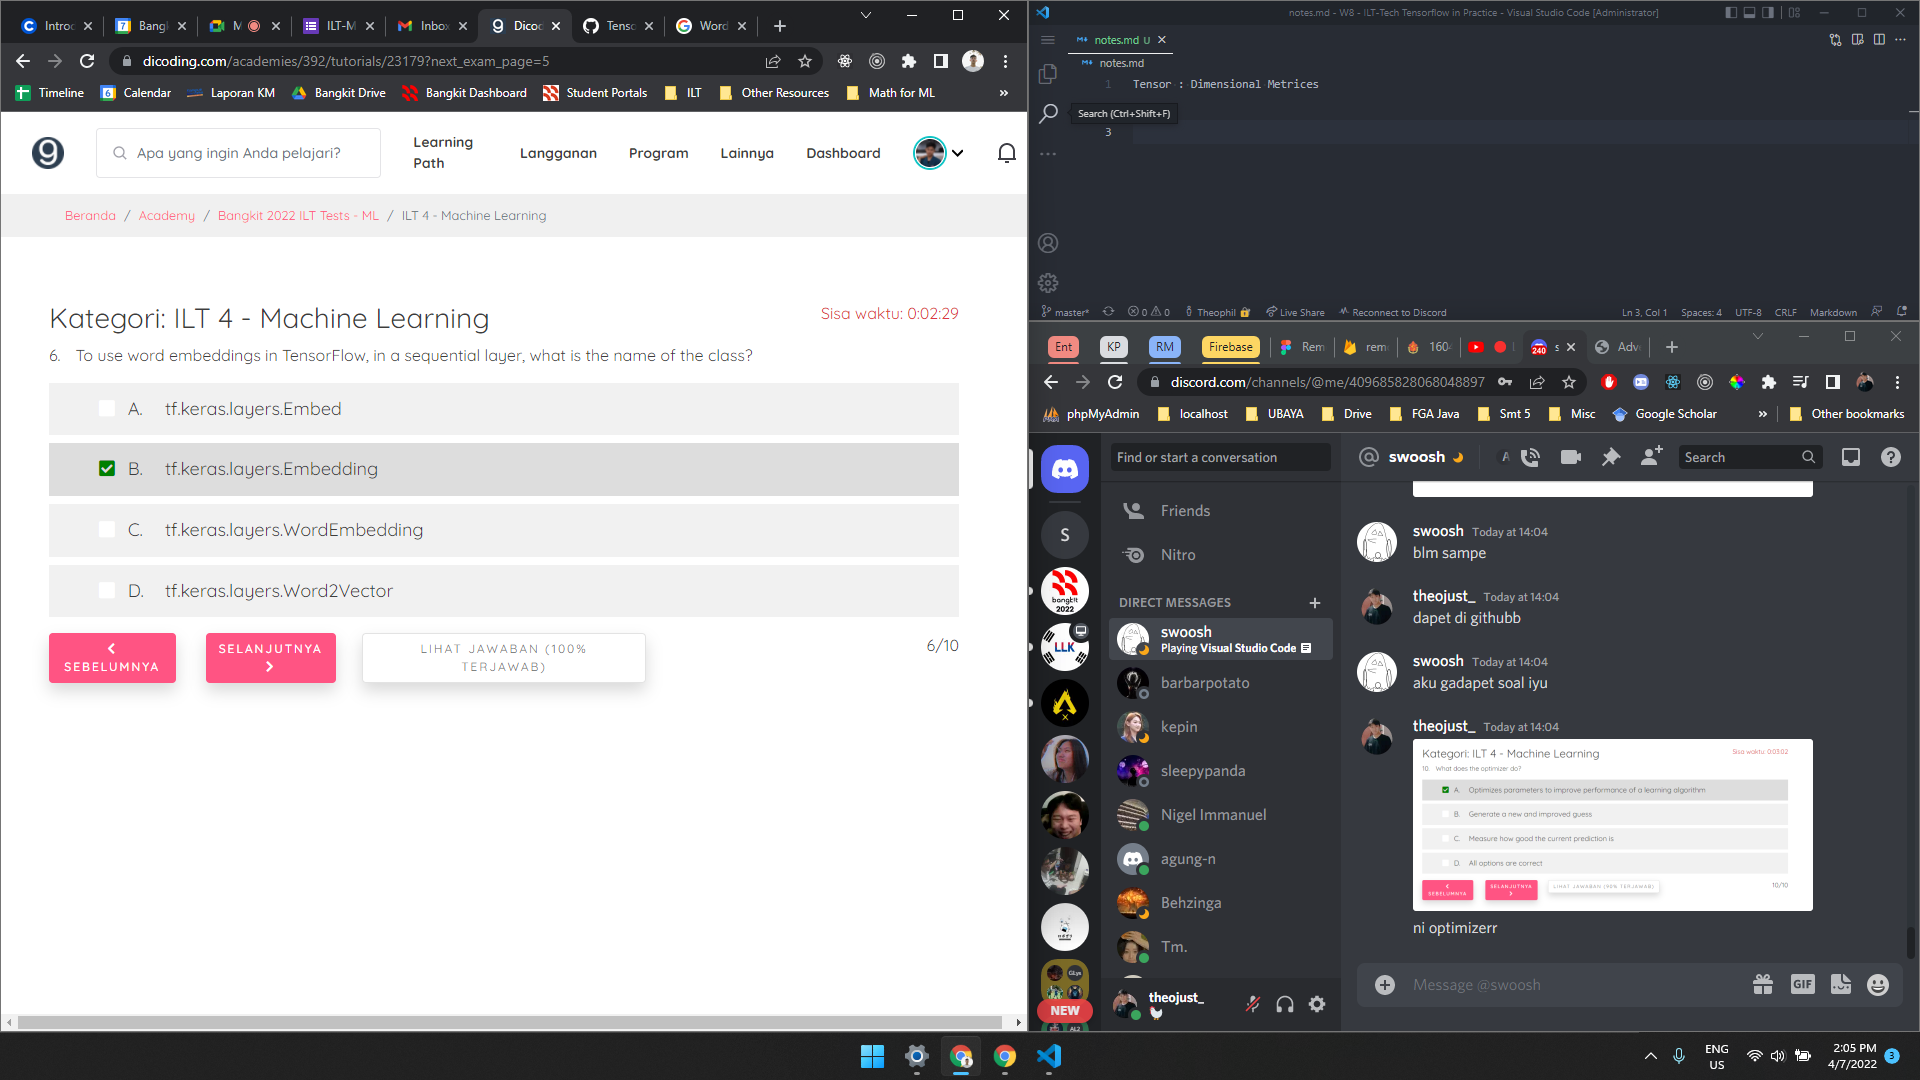 Introd
Bangk
M
ILT-M
Inbox
Dicod
Tenso
Word
dicoding.com/academies/392/tutorials/23179?next_exam_page=5
Timeline
Calendar
Laporan KM
Bangkit Drive
Bangkit Dashboard
Student Portals
ILT
Other Resources
Math for ML
»
Apa yang ingin Anda pelajari?
Learning
Path
Langganan
Program
Lainnya
Dashboard
Beranda / Academy / Bangkit 2022 ILT Tests - ML / ILT 4 - Machine Learning
Kategori: ILT 4 - Machine Learning
Sisa waktu: 0:02:29
6. To use word embeddings in TensorFlow, in a sequential layer, what is the name of the class?
A. tf.keras.layers.Embed
B. tf.keras.layers.Embedding
C. tf.keras.layers.WordEmbedding
D. tf.keras.layers.Word2Vector
SEBELUMNYA
SELANJUTNYA
LIHAT JAWABAN (100%
TERJAWAB)
6/10
notes.md - W8 - ILT-Tech Tensorflow in Practice - Visual Studio Code [Administrator]
notes.md U
notes.md
1 Tensor : Dimensional Metrices
Search (Ctrl+Shift+F)
3
master*
0
0
Theophil
Live Share
Reconnect to Discord
Ln 3, Col 1
Spaces: 4
UTF-8
CRLF
Markdown
Ent
KP
RM
Firebase
Rem
rem
160
240
s
Adv
discord.com/channels/@me/409685828068048897
phpMyAdmin
localhost
UBAYA
Drive
FGA Java
Smt 5
Misc
Google Scholar
»
Other bookmarks
Find or start a conversation
swoosh
A
Search
Friends
Nitro
DIRECT MESSAGES
swoosh
Playing Visual Studio Code
barbarpotato
kepin
sleepypanda
Nigel Immanuel
agung-n
Behzinga
Tm.
S
bangkit
2022
LLK
NEW
theojust_
swoosh Today at 14:04
blm sampe
theojust_ Today at 14:04
dapet di githubb
swoosh Today at 14:04
aku gadapet soal iyu
theojust_ Today at 14:04
Kategori: ILT 4 - Machine Learning
Sisa waktu: 0:03:02
10. What does the optimizer do?
A. Optimizes parameters to improve performance of a learning algorithm
B. Generate a new and improved guess
C. Measure how good the current prediction is
D. All options are correct
SEBELUMNYA
SELANJUTNYA
LIHAT JAWABAN (90% TERJAWAB)
10/10
ni optimizerr
Message @swoosh
GIF
ENG
US
2:05 PM
4/7/2022
3